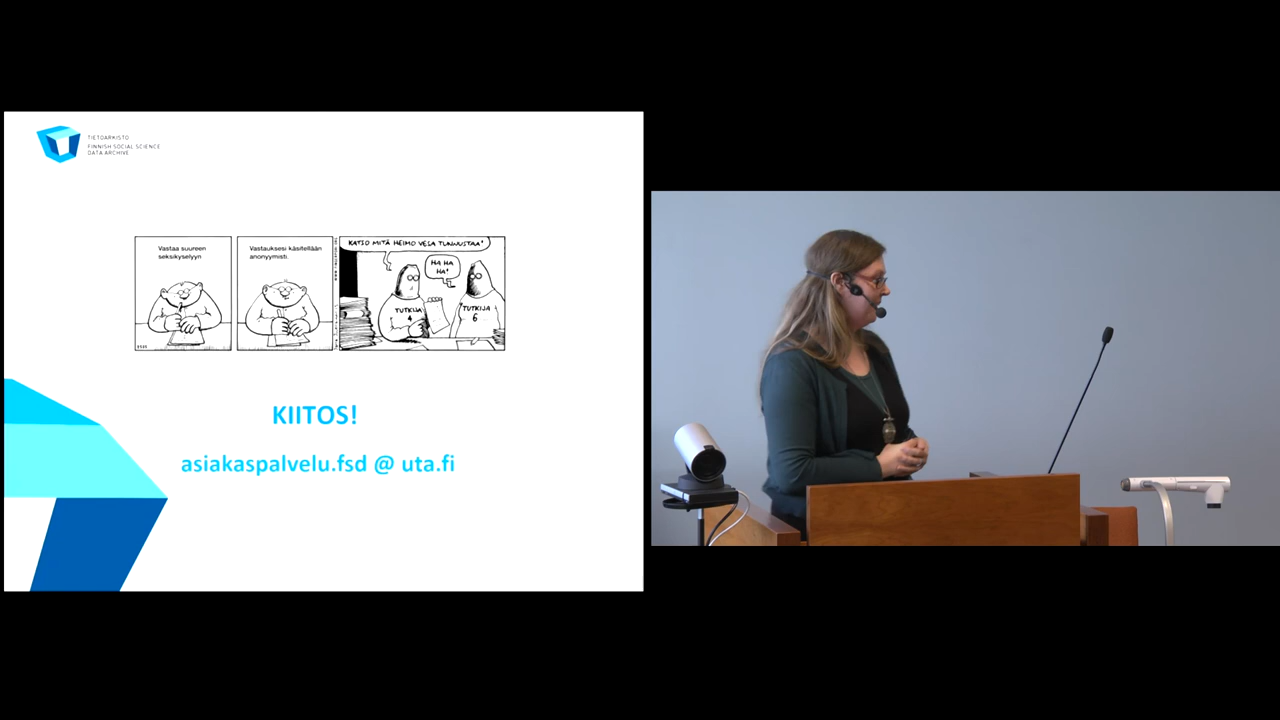 TIETOARKISTO
FINNISH SOCIAL SCIENCE
DATA ARCHIVE
Vastaa suureen
seksikyselyyn
Vastauksesi käsitellään
anonyymisti.
KATSO MITÄ HEIMO VESA TUNNUSTAA!
HA HA
HA!
TUTKIJA
4
TUTKIJA
6
KIITOS!
asiakaspalvelu.fsd @ uta.fi